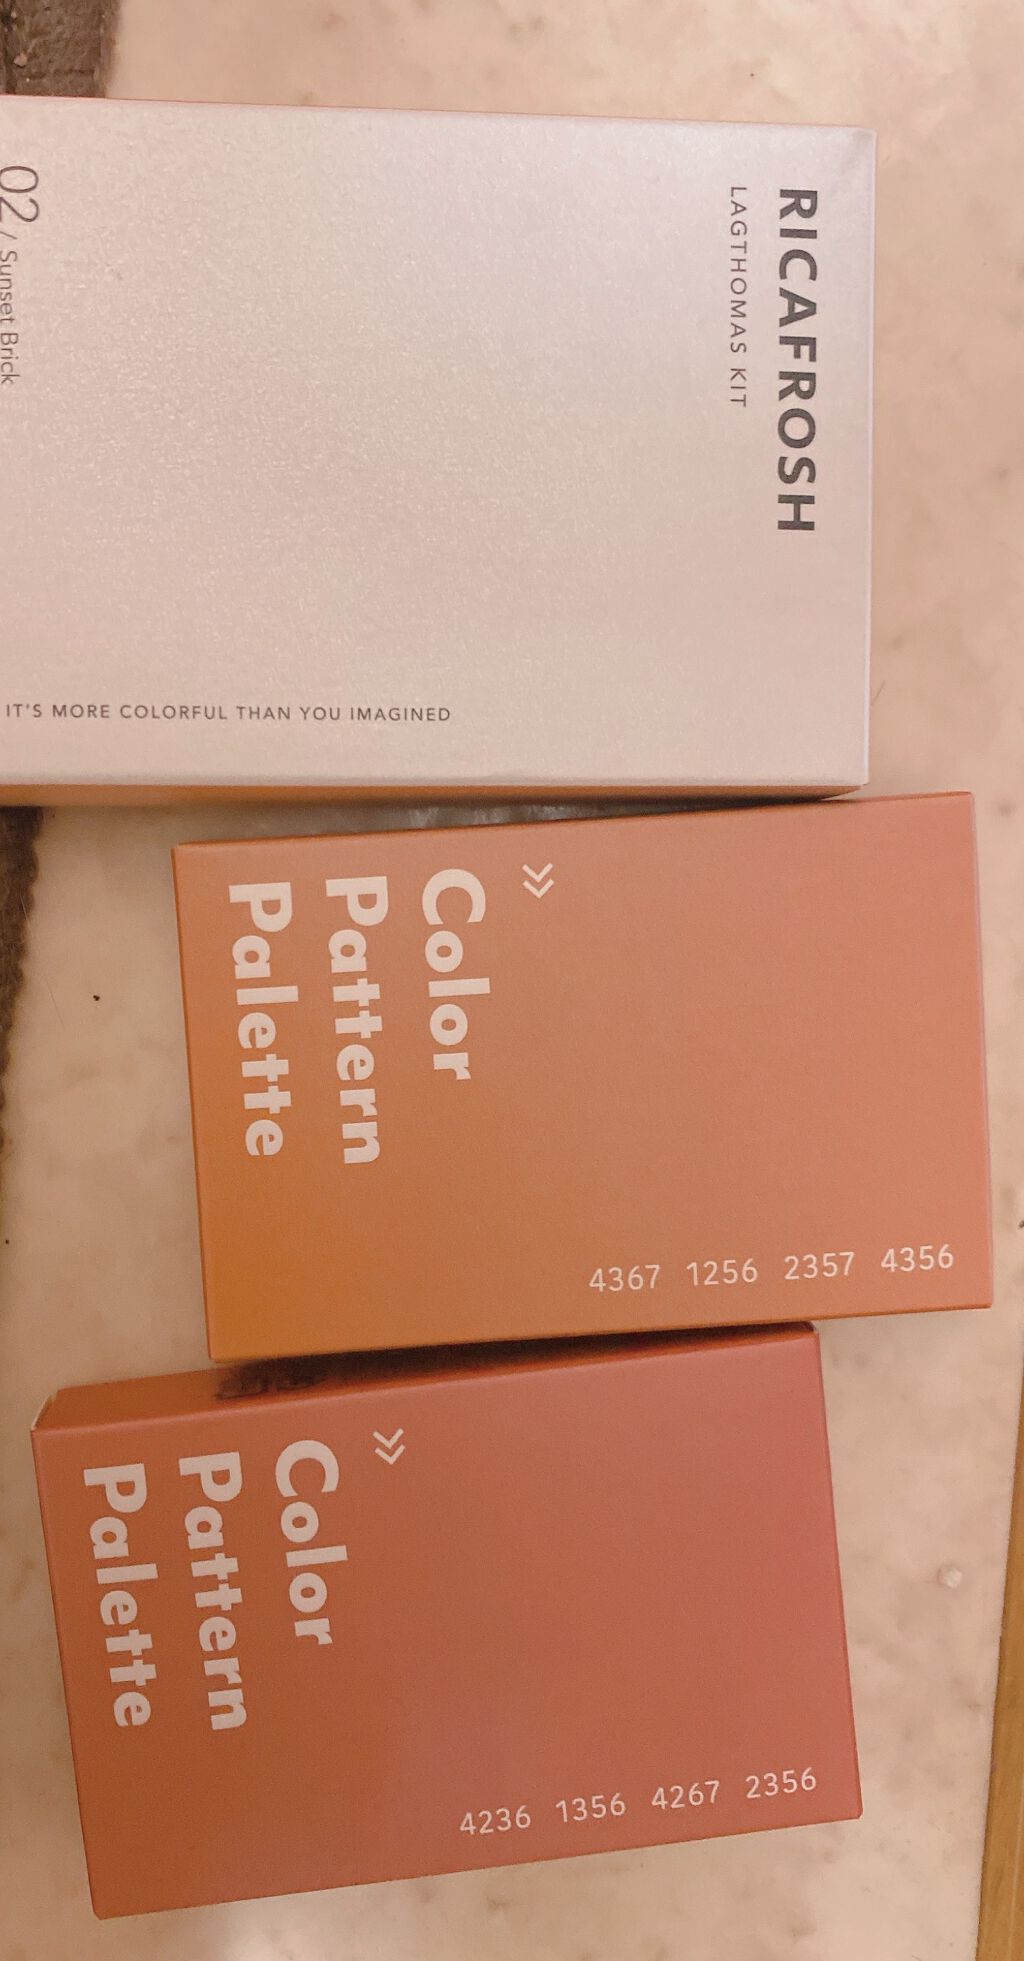 RICAFROSH
LAGTHOMAS KIT
02 / Sunset Brick
IT'S MORE COLORFUL THAN YOU IMAGINED
Color
Pattern
Palette
4367 1256 2357 4356
Color
Pattern
Palette
4236 1356 4267 2356